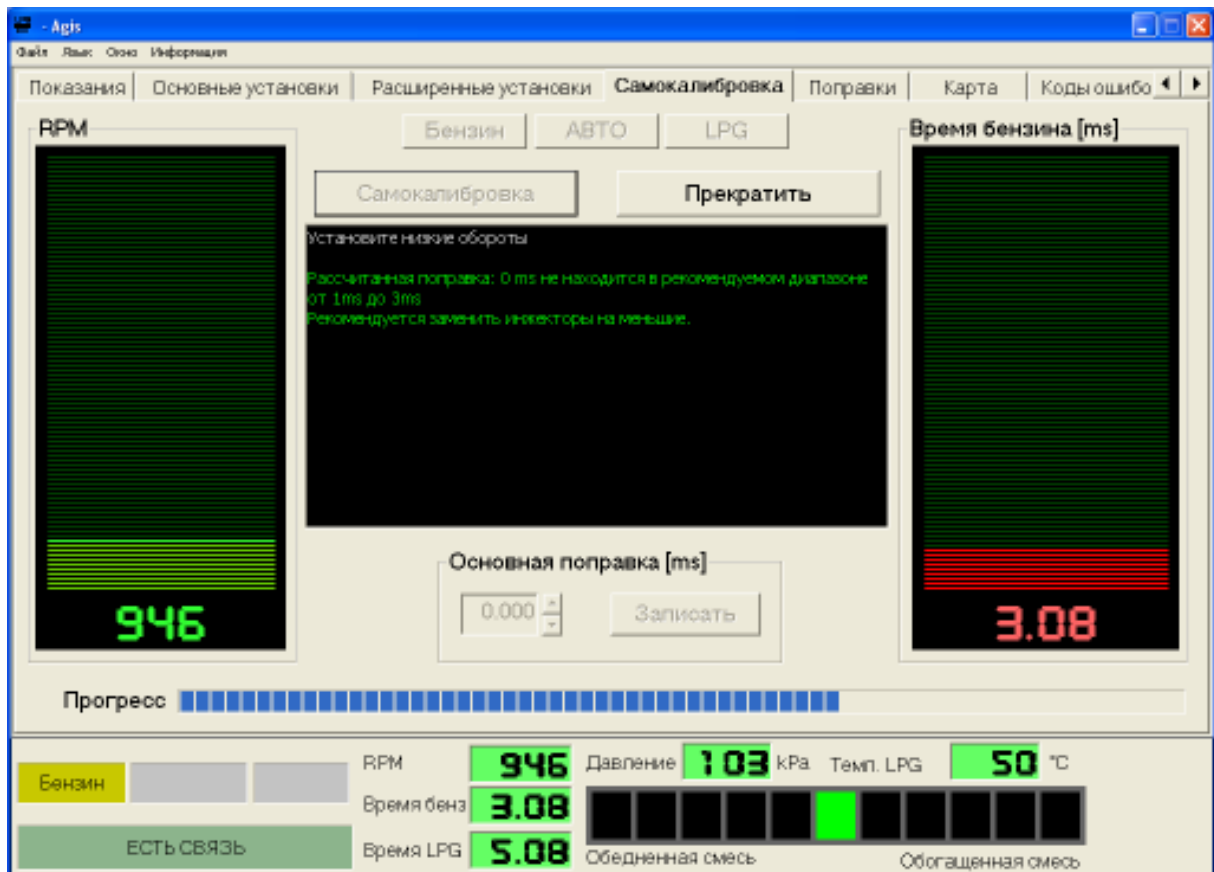 - Agis
Файл Язык Окно Информация
Показания Основные установки Расширенные установки Самокалибровка Поправки Карта Коды ошибо
RPM
Бензин АВТО LPG
Время бензина [ms]
Самокалибровка Прекратить
Установите низкие обороты
Рассчитанная поправка: 0 ms не находится в рекомендуемом диапазоне
от 1ms до 3ms
Рекомендуется заменить инжекторы на меньшие.
Основная поправка [ms]
0.000 Записать
946
3.08
Прогресс
RPM 946 Давление 103 kPa Темп. LPG 50 °C
Бензин
Время бенз 3.08
ЕСТЬ СВЯЗЬ
Время LPG 5.08 Обедненная смесь Обогащенная смесь